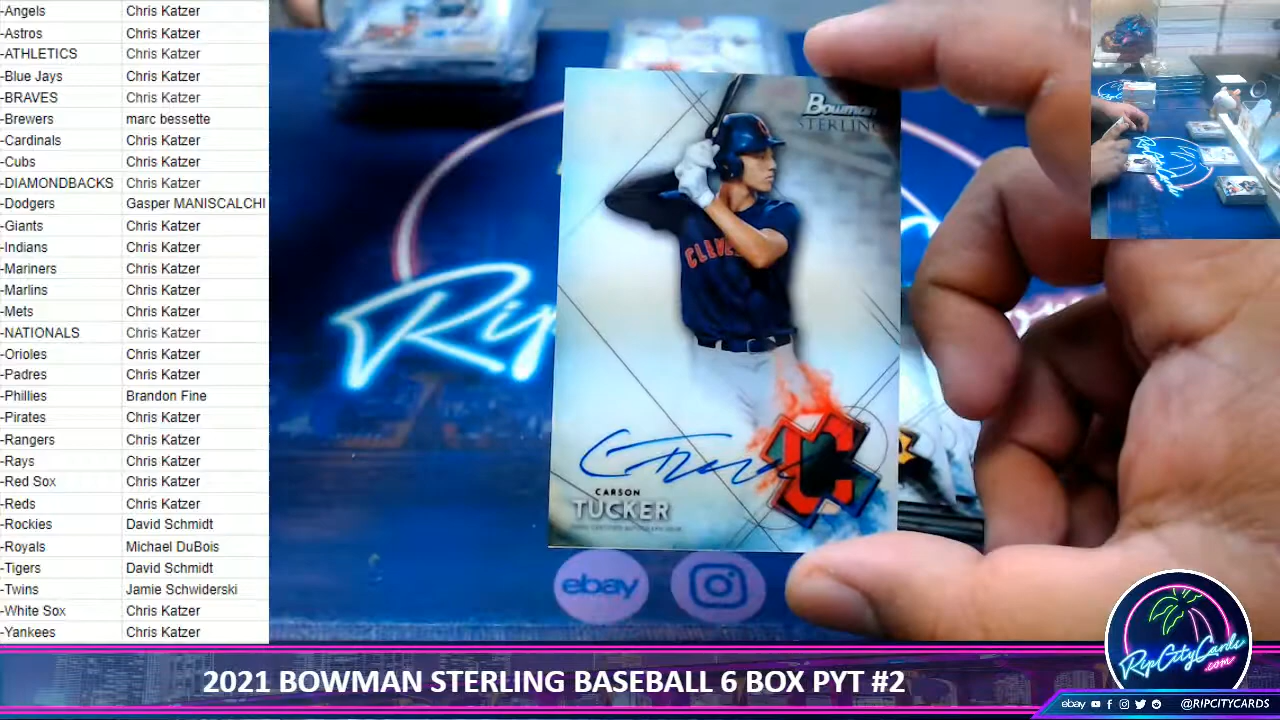 -Angels Chris Katzer
-Astros Chris Katzer
-ATHLETICS Chris Katzer
-Blue Jays Chris Katzer
-BRAVES Chris Katzer
-Brewers marc bessette
-Cardinals Chris Katzer
-Cubs Chris Katzer
-DIAMONDBACKS Chris Katzer
-Dodgers Gasper MANISCALCHI
-Giants Chris Katzer
-Indians Chris Katzer
-Mariners Chris Katzer
-Marlins Chris Katzer
-Mets Chris Katzer
-NATIONALS Chris Katzer
-Orioles Chris Katzer
-Padres Chris Katzer
-Phillies Brandon Fine
-Pirates Chris Katzer
-Rangers Chris Katzer
-Rays Chris Katzer
-Red Sox Chris Katzer
-Reds Chris Katzer
-Rockies David Schmidt
-Royals Michael DuBois
-Tigers David Schmidt
-Twins Jamie Schwiderski
-White Sox Chris Katzer
-Yankees Chris Katzer
Bowman
STERLING
CLEVE
Rip
C
CARSON
TUCKER
ebay
2021 BOWMAN STERLING BASEBALL 6 BOX PYT #2
RipCityCards
.com
ebay @RIPCITYCARDS